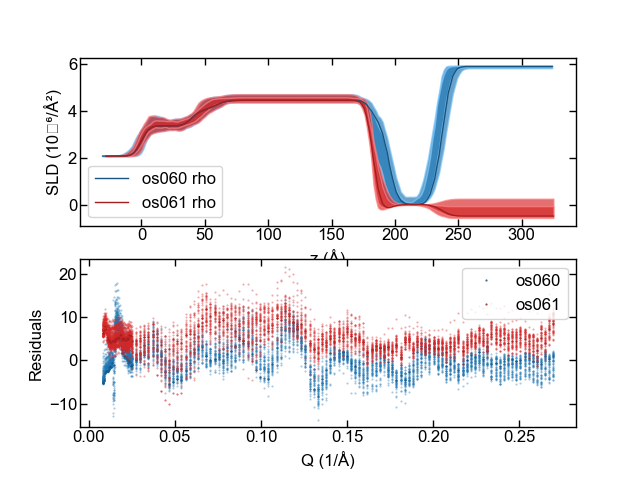 SLD (10⁻⁶/Å²)
6
4
2
0
os060 rho
os061 rho
0
50
100
150
200
250
300
z (Å)
Residuals
20
10
0
−10
os060
os061
0.00
0.05
0.10
0.15
0.20
0.25
Q (1/Å)